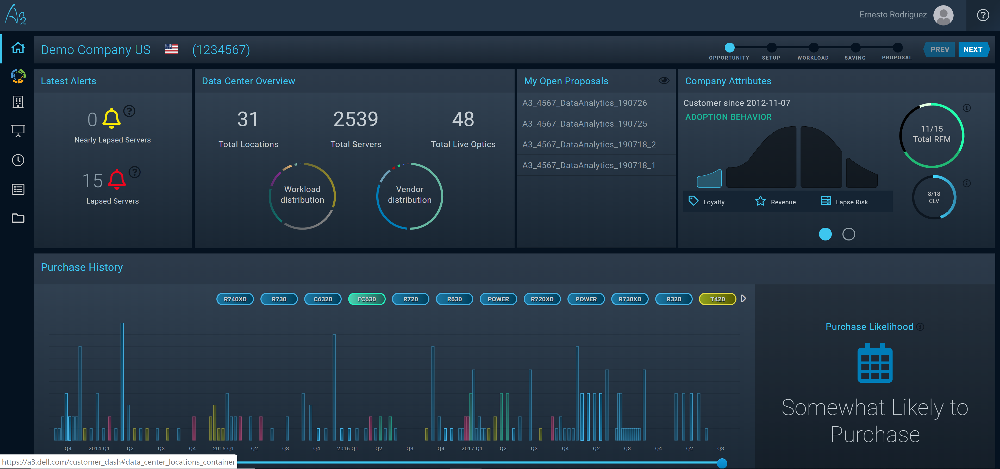 A3
Ernesto Rodriguez
?
Demo Company US (1234567)
OPPORTUNITY SETUP WORKLOAD SAVING PROPOSAL
PREV NEXT
Latest Alerts
0 ?
Nearly Lapsed Servers
15 ?
Lapsed Servers
Data Center Overview
31 2539 48
Total Locations Total Servers Total Live Optics
Workload
distribution
Vendor
distribution
My Open Proposals
A3_4567_DataAnalytics_190726
A3_4567_DataAnalytics_190725
A3_4567_DataAnalytics_190718_2
A3_4567_DataAnalytics_190718_1
Company Attributes
Customer since 2012-11-07
ADOPTION BEHAVIOR
Loyalty Revenue Lapse Risk
11/15
Total RFM
8/18
CLV
Purchase History
R740XD R730 C6320 FC630 R720 R630 POWER R720XD POWER R730XD R320 T420
Q4 2014 Q1 Q2 Q3 Q4 2015 Q1 Q2 Q3 Q4 2016 Q1 Q2 Q3 Q4 2017 Q1 Q2 Q3 Q4 Q2 Q3 Q4 Q2 Q3
Purchase Likelihood
Somewhat Likely to
Purchase
https://a3.dell.com/customer_dash#data_center_locations_container